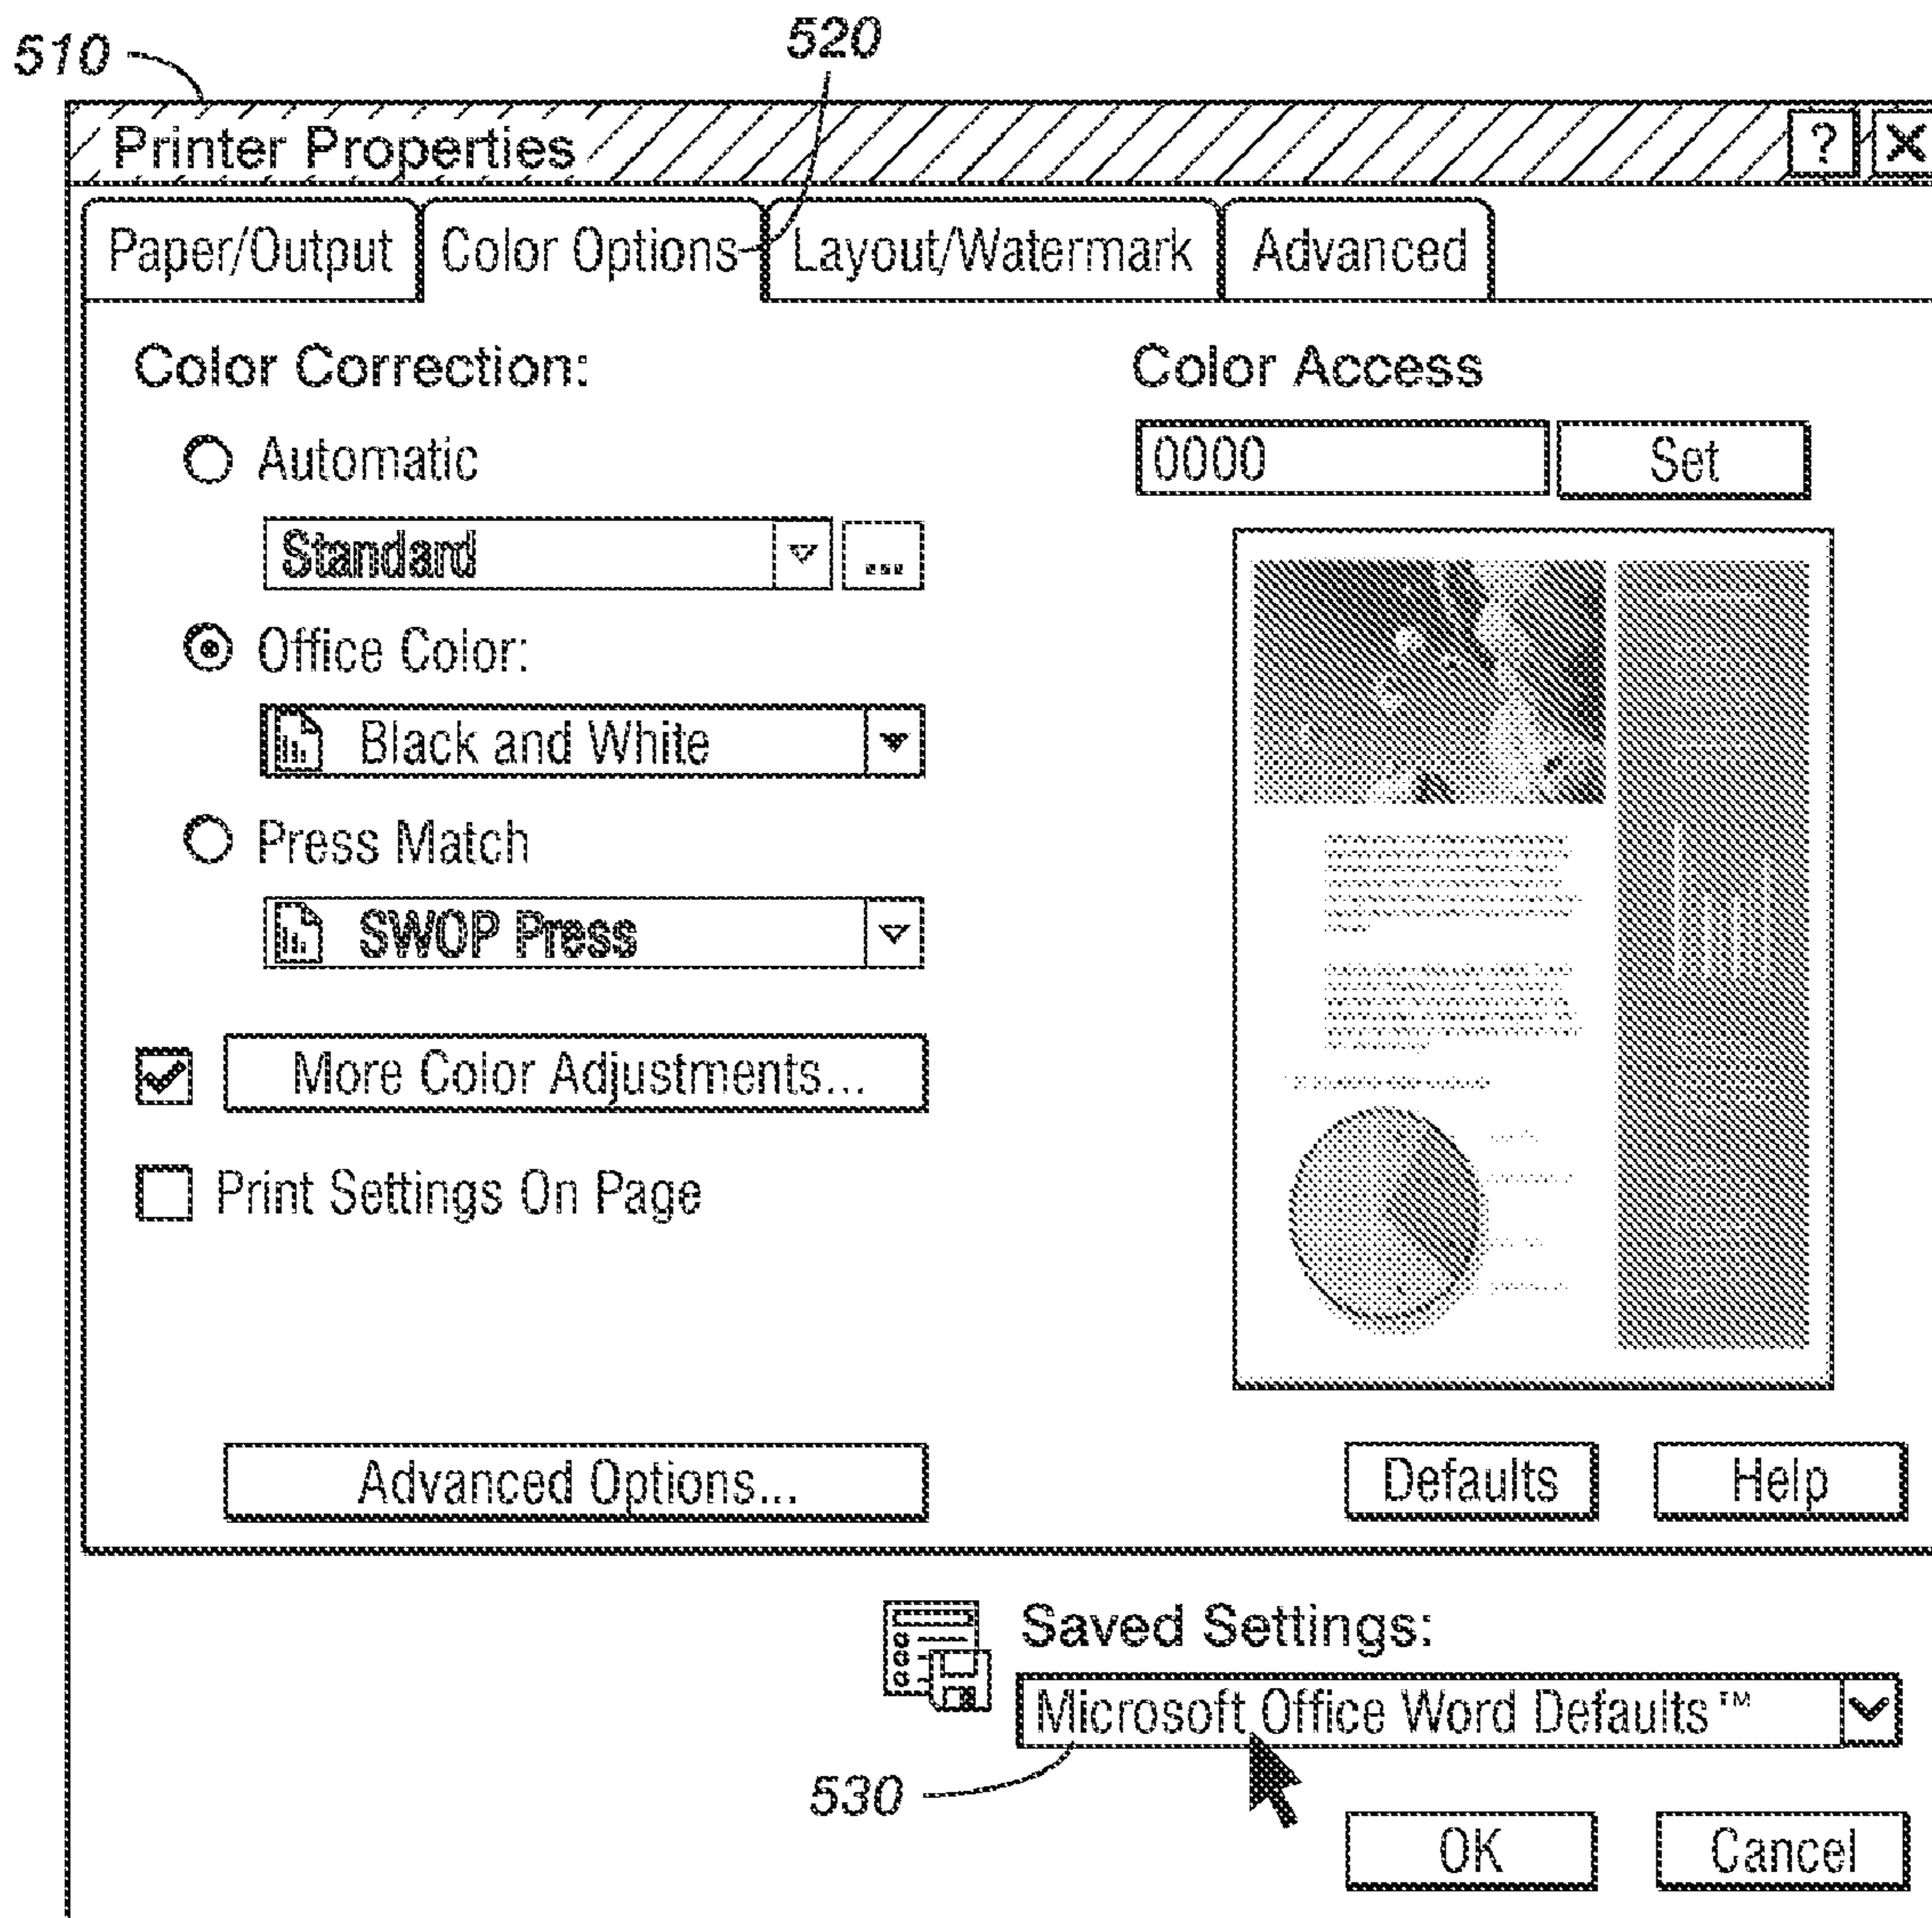 510
520
Printer Properties
?
X
Paper/Output
Color Options
Layout/Watermark
Advanced
Color Correction:
Color Access
Automatic
0000
Set
Standard
...
Office Color:
Black and White
Press Match
SWOP Press
More Color Adjustments...
Print Settings On Page
Advanced Options...
Defaults
Help
Saved Settings:
Microsoft Office Word Defaults™
530
OK
Cancel